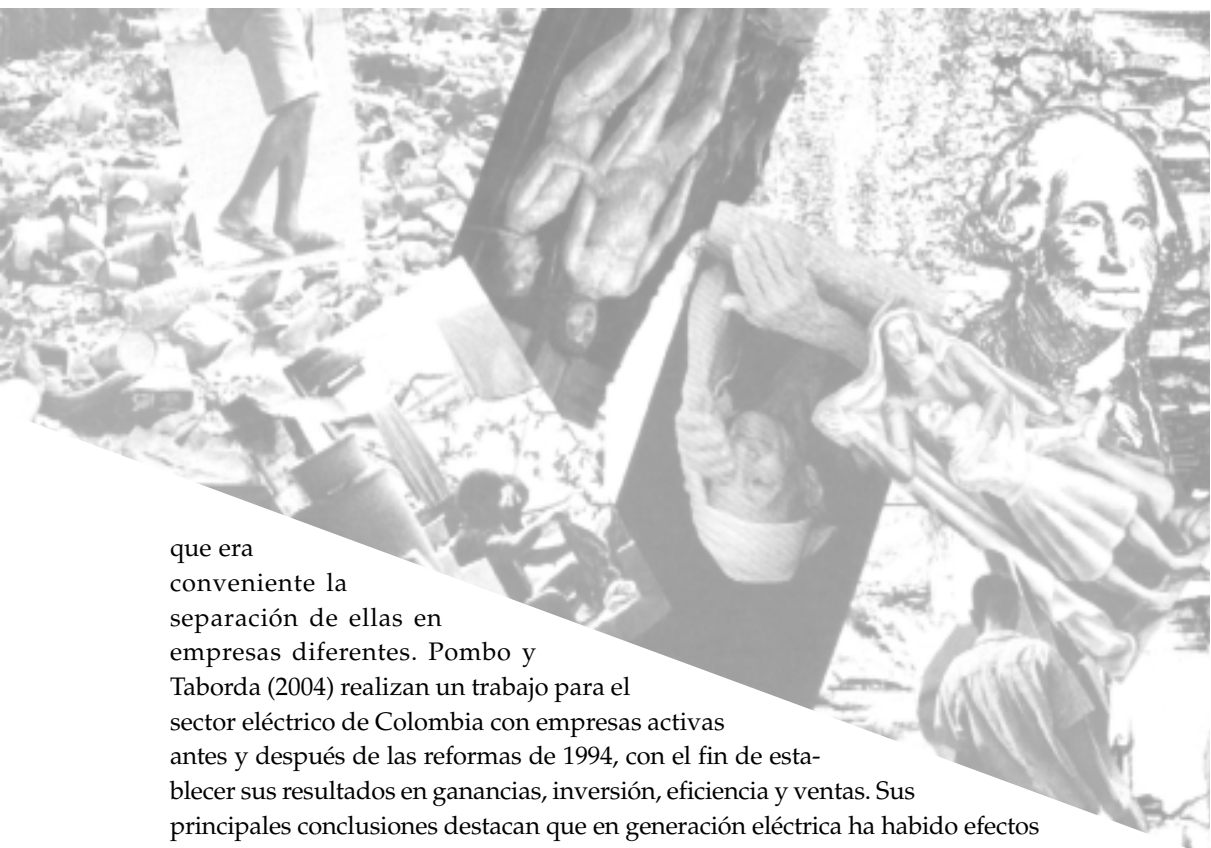 que era
conveniente la
separación de ellas en
empresas diferentes. Pombo y
Taborda (2004) realizan un trabajo para el
sector eléctrico de Colombia con empresas activas
antes y después de las reformas de 1994, con el fin de esta-
blecer sus resultados en ganancias, inversión, eficiencia y ventas. Sus
principales conclusiones destacan que en generación eléctrica ha habido efectos